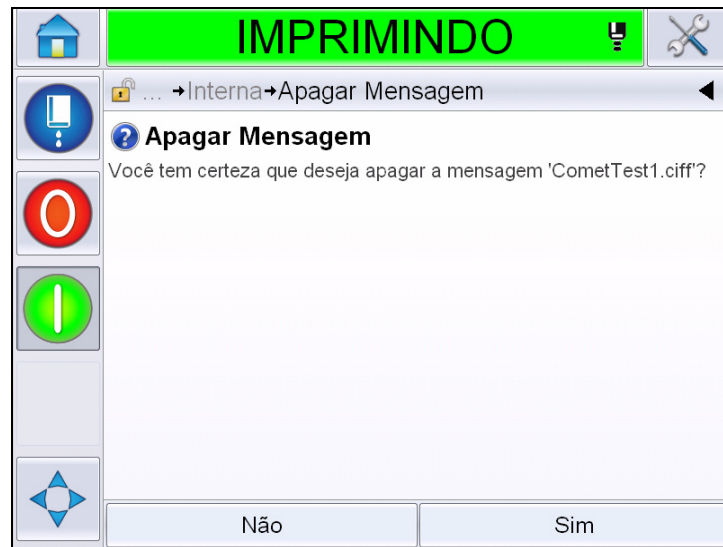 IMPRIMINDO
... →Interna→Apagar Mensagem
Apagar Mensagem
Você tem certeza que deseja apagar a mensagem 'CometTest1.ciff'?
Não
Sim